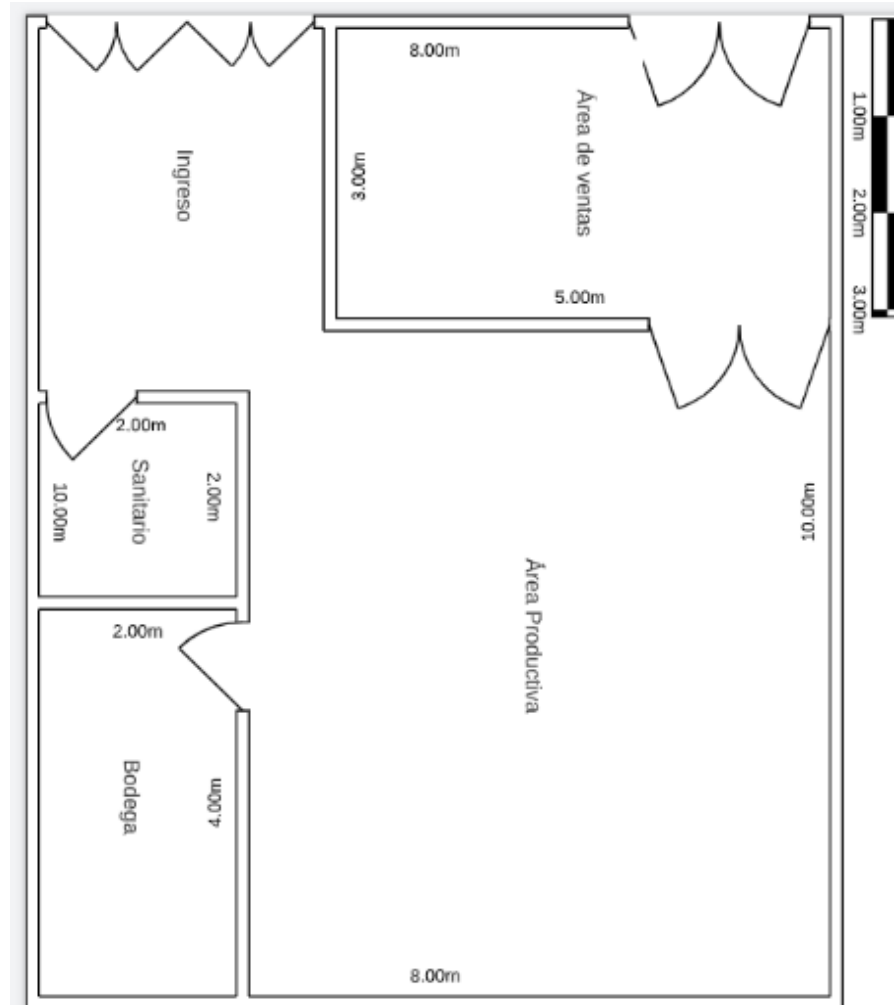 8.00m
Área de ventas
1.00m
Ingreso
3.00m
2.00m
5.00m
3.00m
2.00m
Sanitario
2.00m
10.00m
10.00m
Área Productiva
2.00m
Bodega
4.00m
8.00m